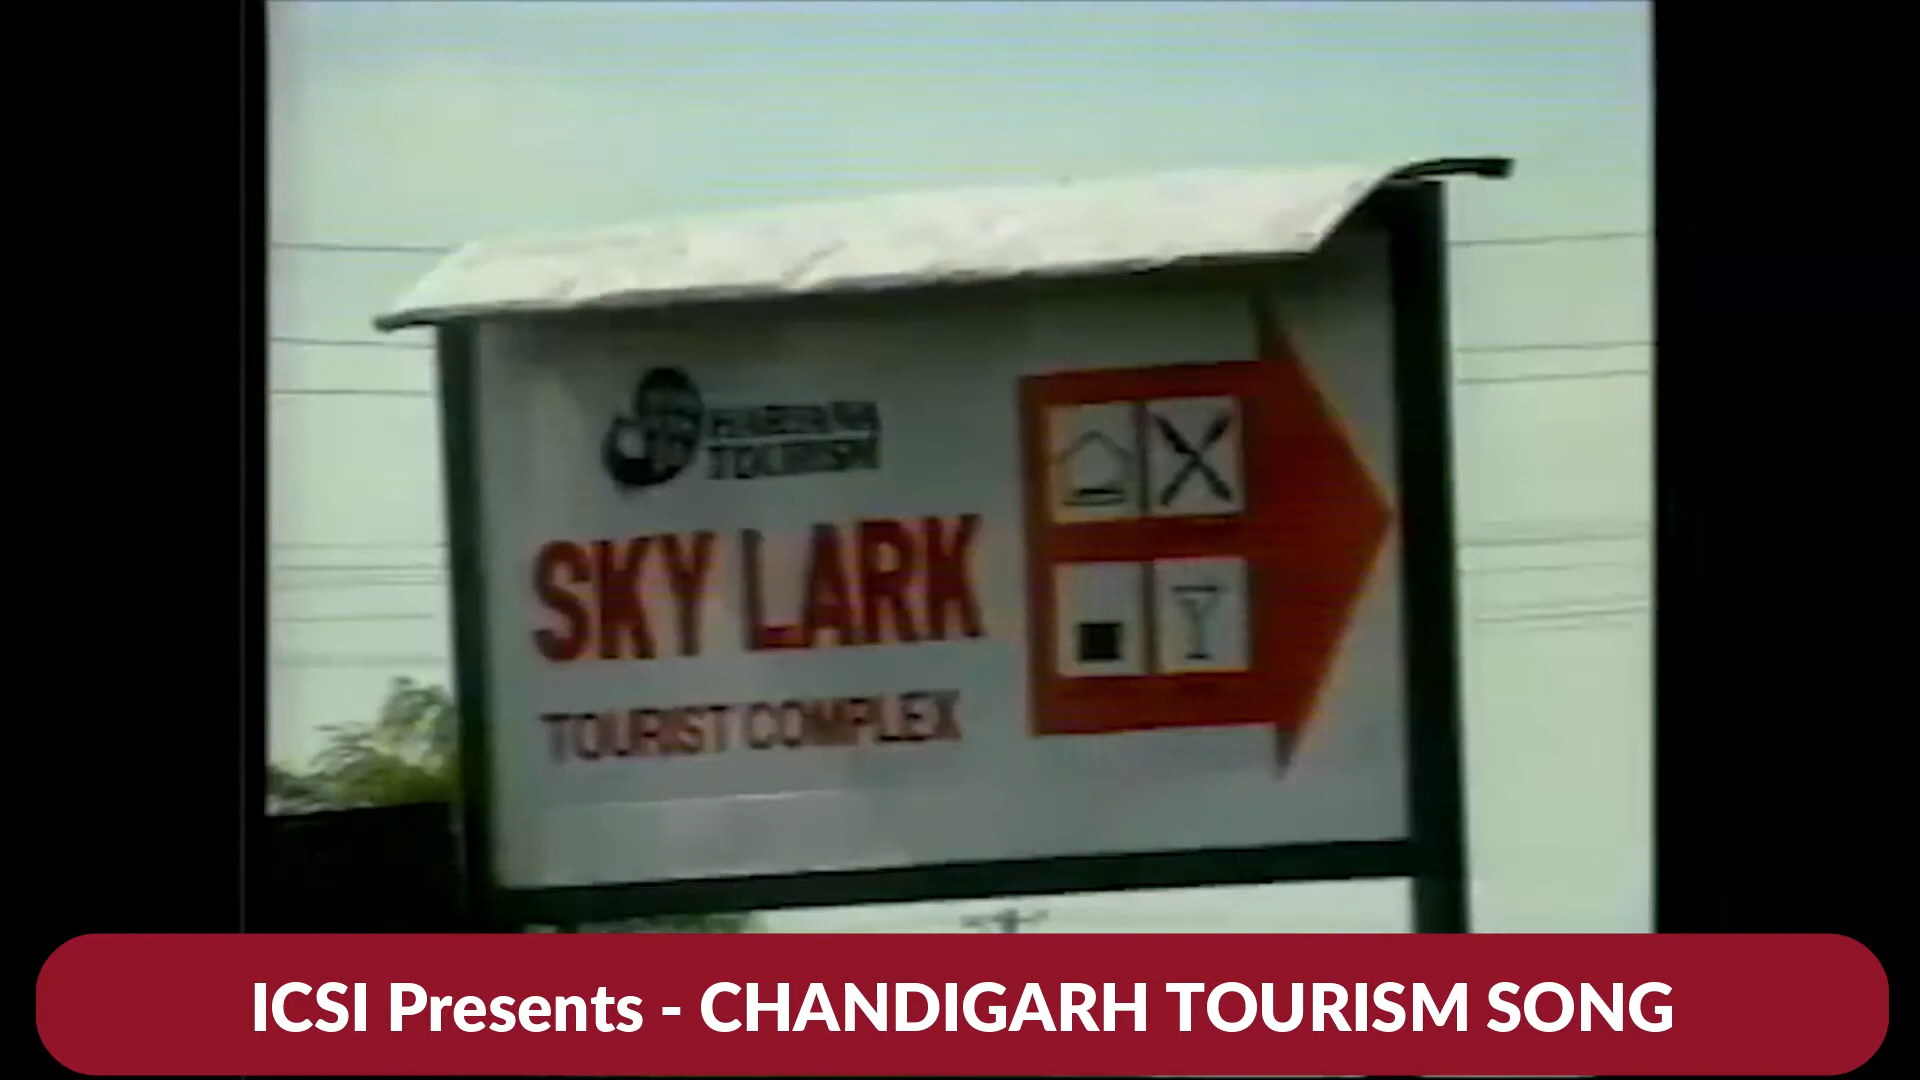 HARYANA
TOURISM
SKY LARK
TOURIST COMPLEX
ICSI Presents - CHANDIGARH TOURISM SONG